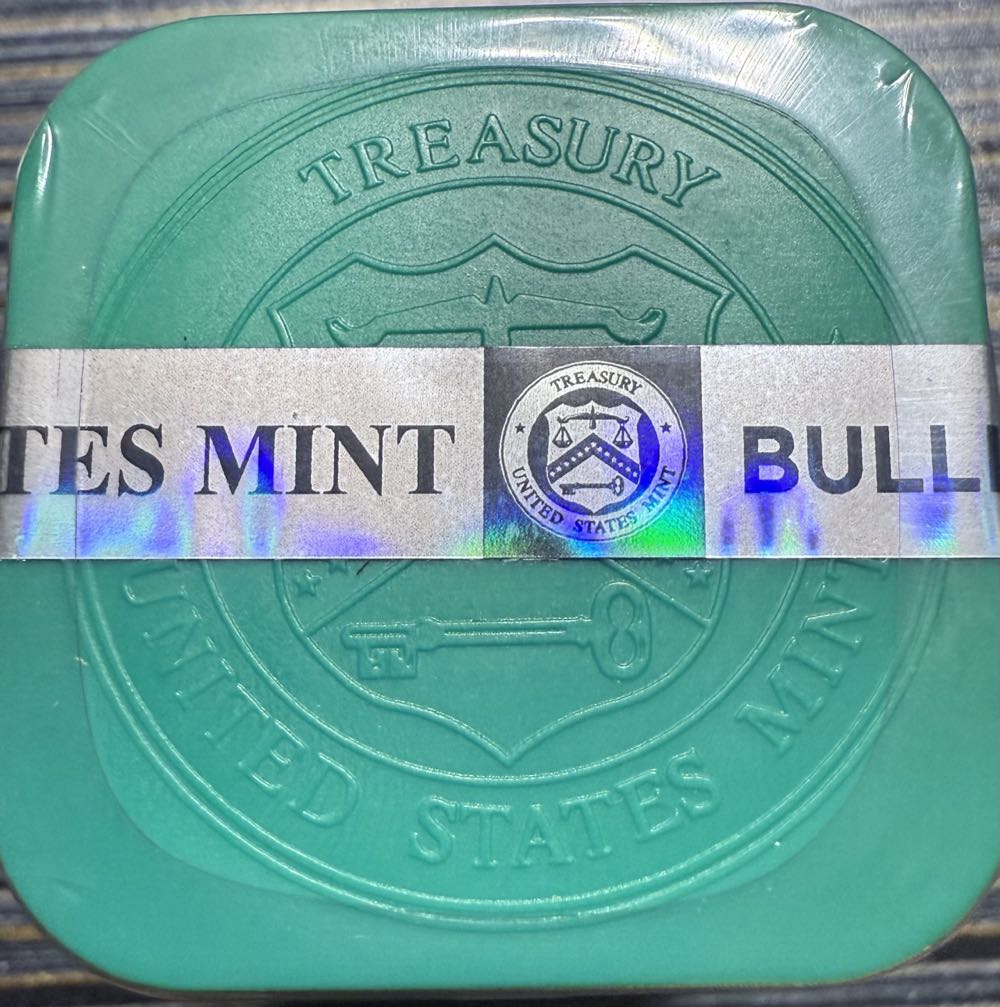 TREASURY
TES MINT
TREASURY
UNITED STATES MINT
BULL
UNITED STATES MINT